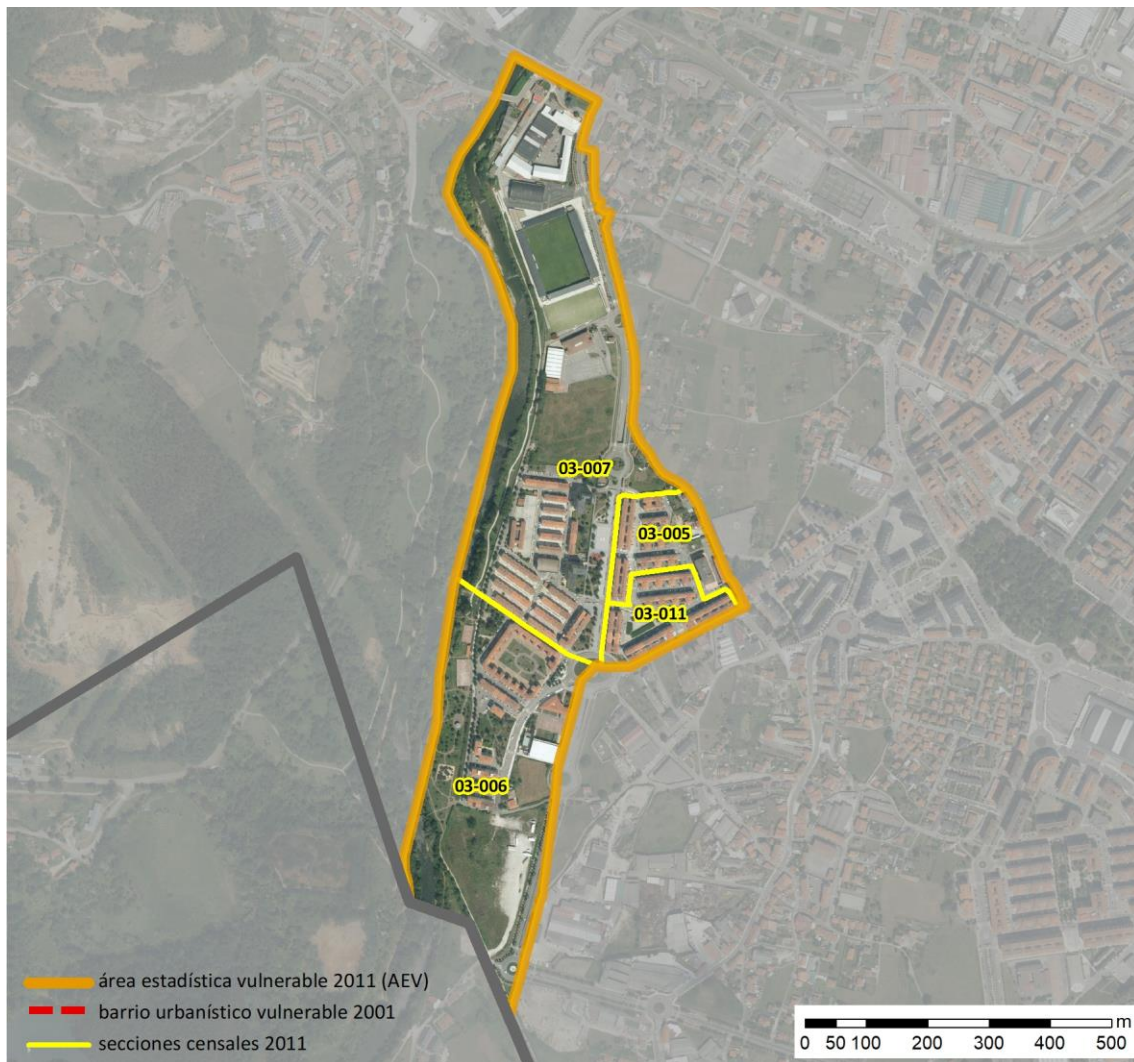 03-007
03-005
03-011
03-006
área estadística vulnerable 2011 (AEV)
barrio urbanístico vulnerable 2001
secciones censales 2011
m
0 50 100 200 300 400 500